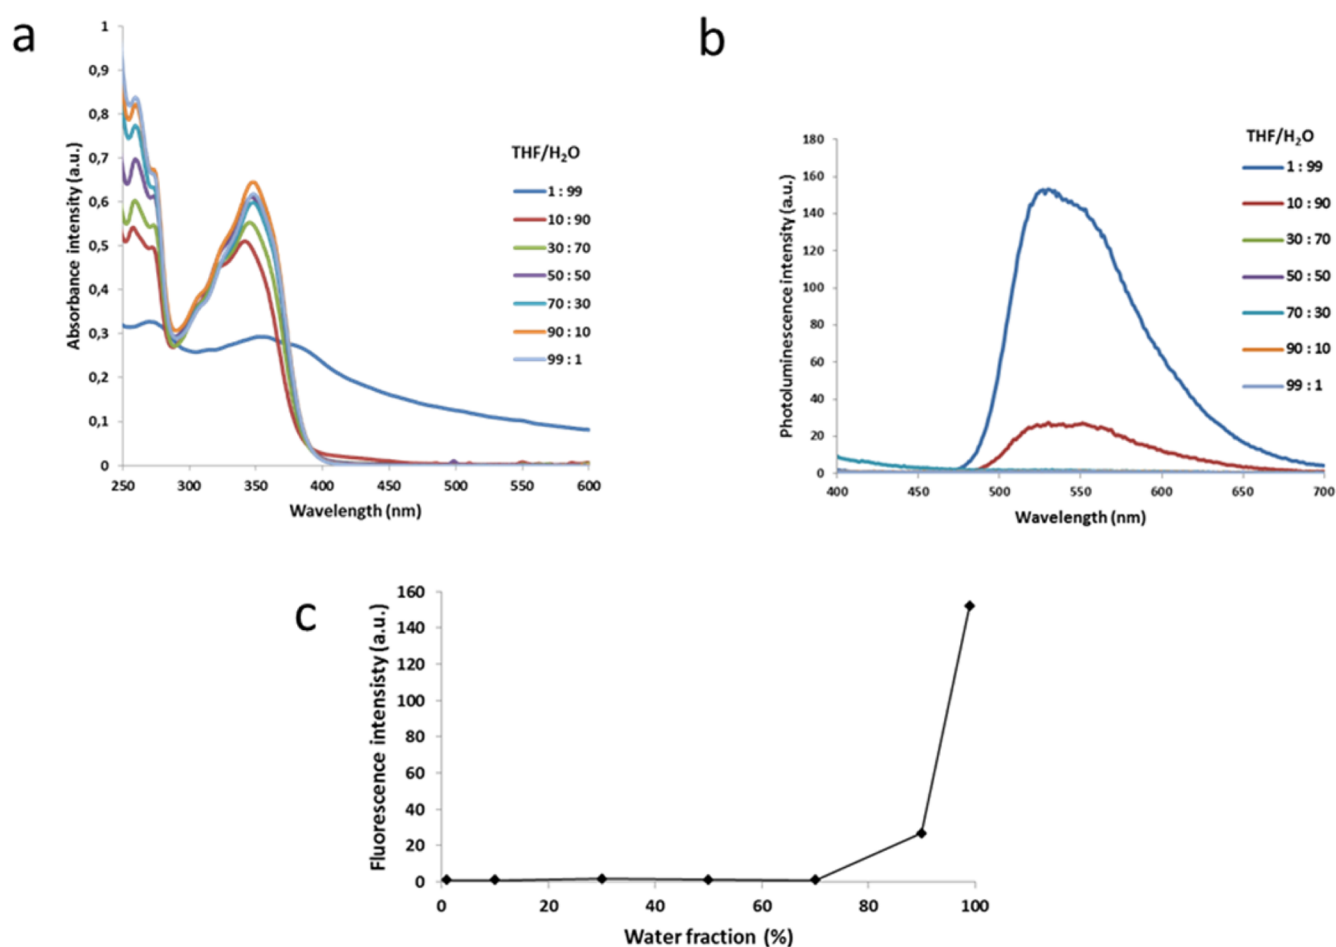 a
b
1
0,9
0,8
0,7
0,6
0,5
0,4
0,3
0,2
0,1
0
Absorbance intensity (a.u.)
250 300 350 400 450 500 550 600
Wavelength (nm)
THF/H₂O
1 : 99
10 : 90
30 : 70
50 : 50
70 : 30
90 : 10
99 : 1
180
160
140
120
100
80
60
40
20
0
Photoluminescence intensity (a.u.)
400 450 500 550 600 650 700
Wavelength (nm)
THF/H₂O
1 : 99
10 : 90
30 : 70
50 : 50
70 : 30
90 : 10
99 : 1
c
160
140
120
100
80
60
40
20
0
Fluorescence intensisty (a.u.)
0 20 40 60 80 100
Water fraction (%)